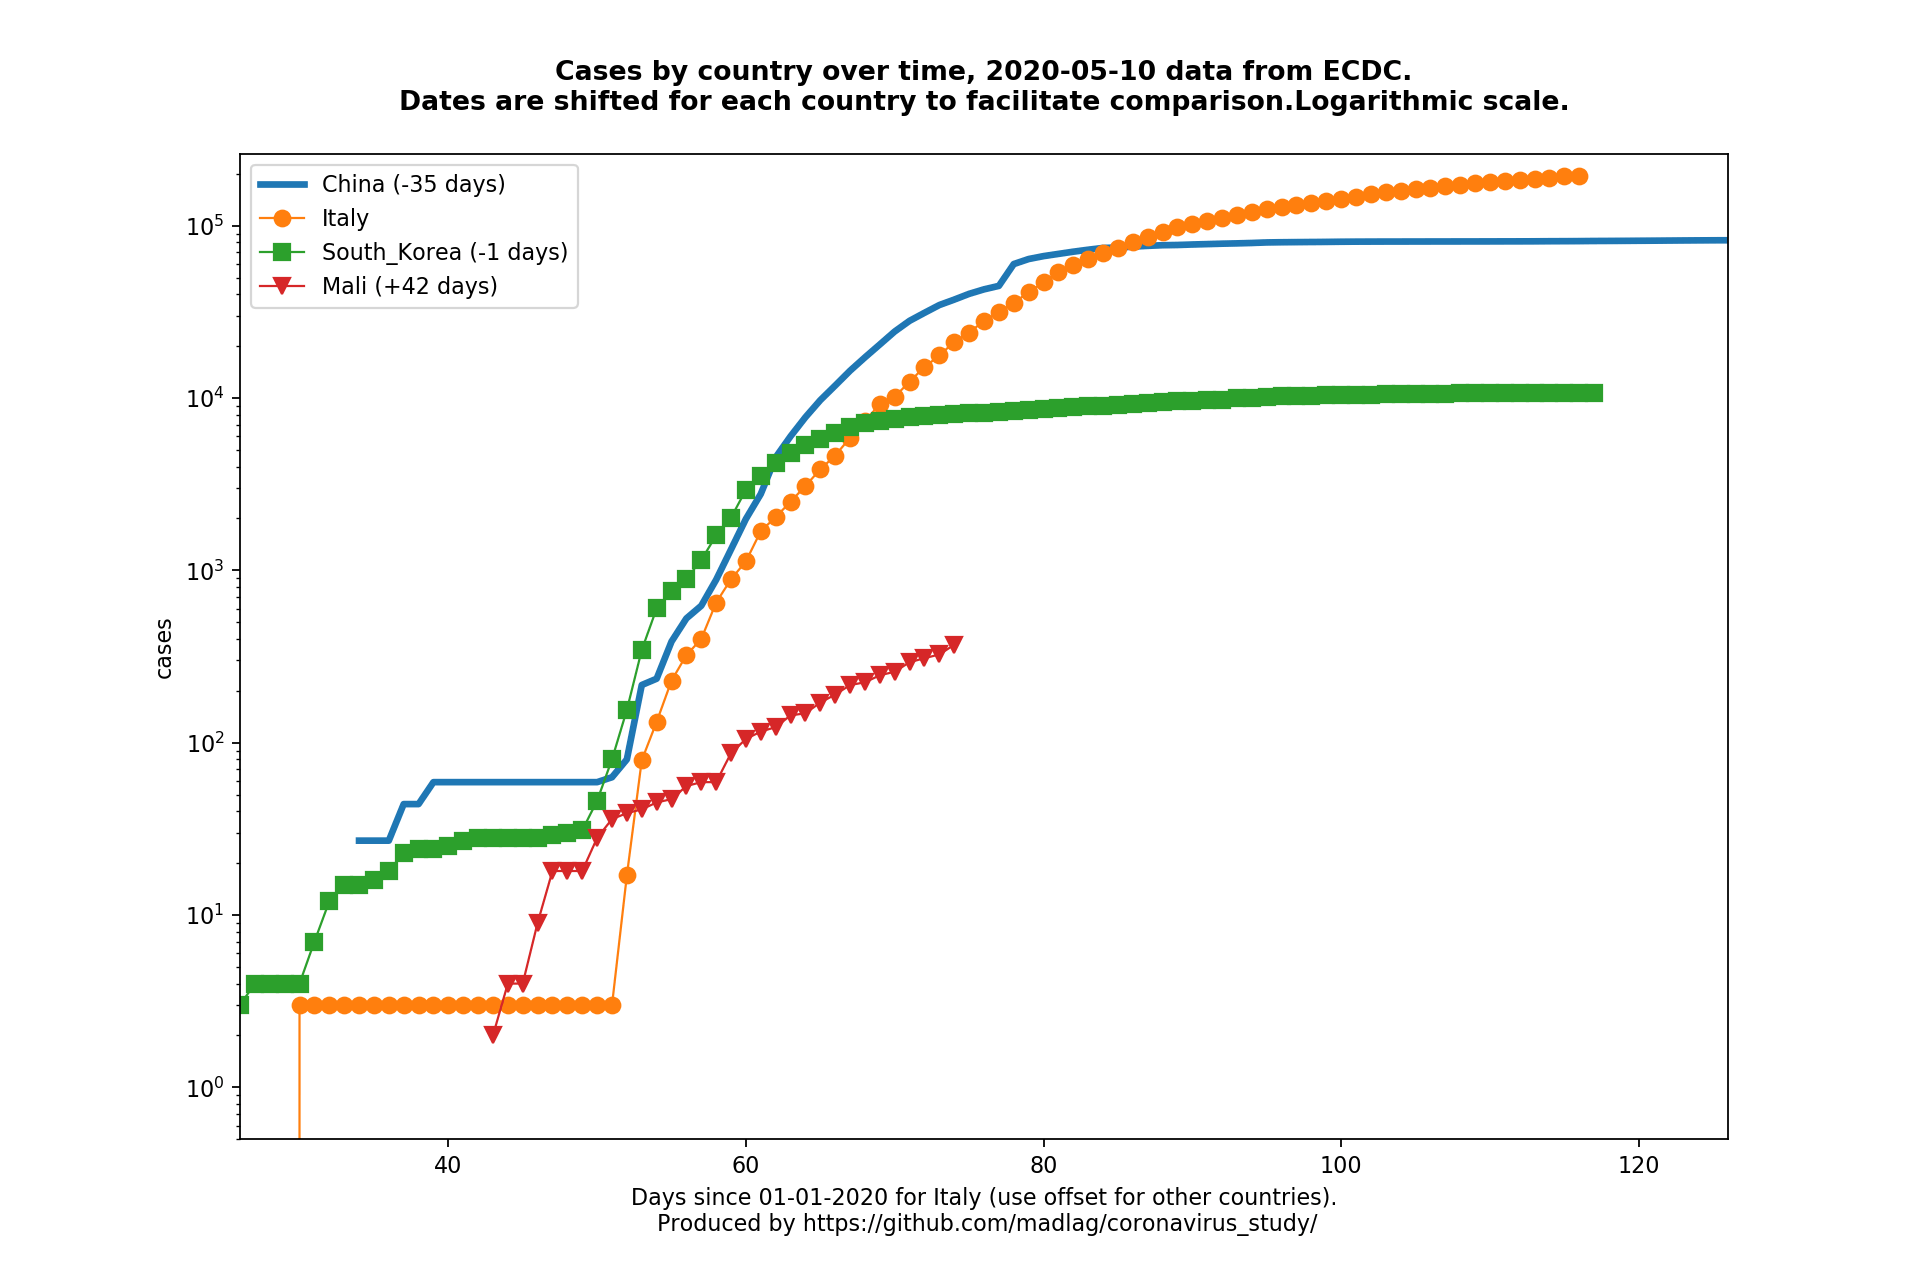 Cases by country over time, 2020-05-10 data from ECDC.
Dates are shifted for each country to facilitate comparison.Logarithmic scale.
China (-35 days)
Italy
South_Korea (-1 days)
Mali (+42 days)
10^5
10^4
10^3
10^2
10^1
10^0
cases
40 60 80 100 120
Days since 01-01-2020 for Italy (use offset for other countries).
Produced by https://github.com/madlag/coronavirus_study/